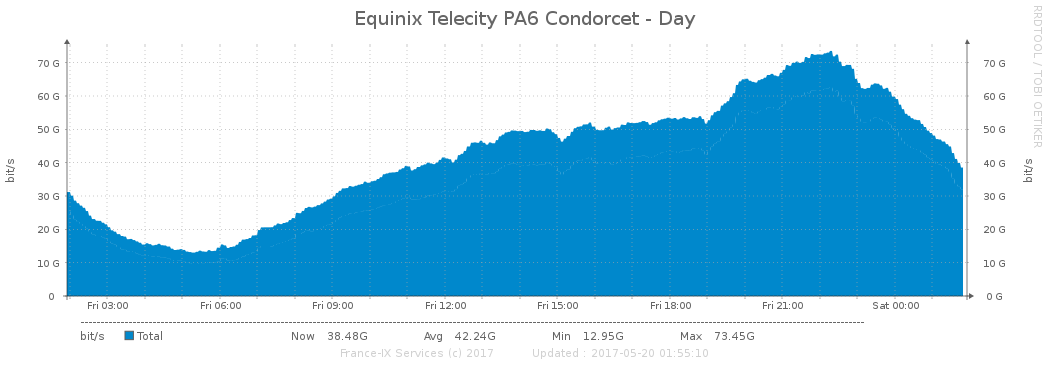 Equinix Telecity PA6 Condorcet - Day
RRDTOOL / TOBI OETIKER
bit/s
70 G
60 G
50 G
40 G
30 G
20 G
10 G
0
70 G
60 G
50 G
40 G
30 G
20 G
10 G
0 G
bit/s
Fri 03:00 Fri 06:00 Fri 09:00 Fri 12:00 Fri 15:00 Fri 18:00 Fri 21:00 Sat 00:00
bit/s Total Now 38.48G Avg 42.24G Min 12.95G Max 73.45G
France-IX Services (c) 2017 Updated : 2017-05-20 01:55:10